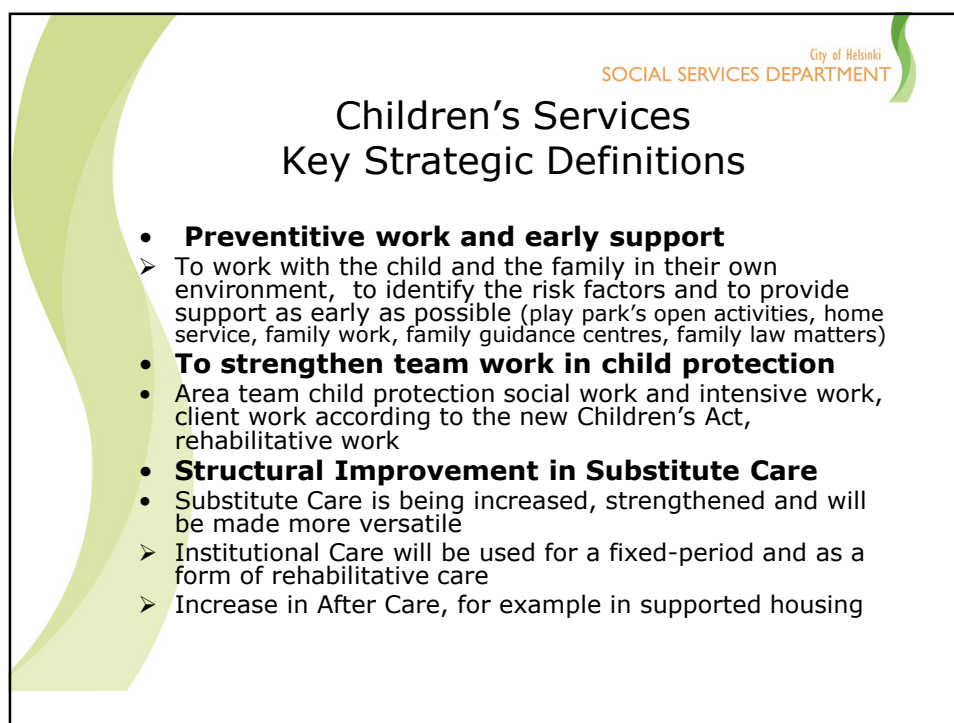 City of Helsinki
SOCIAL SERVICES DEPARTMENT
Children’s Services
Key Strategic Definitions
• Preventitive work and early support
➢ To work with the child and the family in their own
environment, to identify the risk factors and to provide
support as early as possible (play park’s open activities, home
service, family work, family guidance centres, family law matters)
• To strengthen team work in child protection
• Area team child protection social work and intensive work,
client work according to the new Children’s Act,
rehabilitative work
• Structural Improvement in Substitute Care
• Substitute Care is being increased, strengthened and will
be made more versatile
➢ Institutional Care will be used for a fixed-period and as a
form of rehabilitative care
➢ Increase in After Care, for example in supported housing